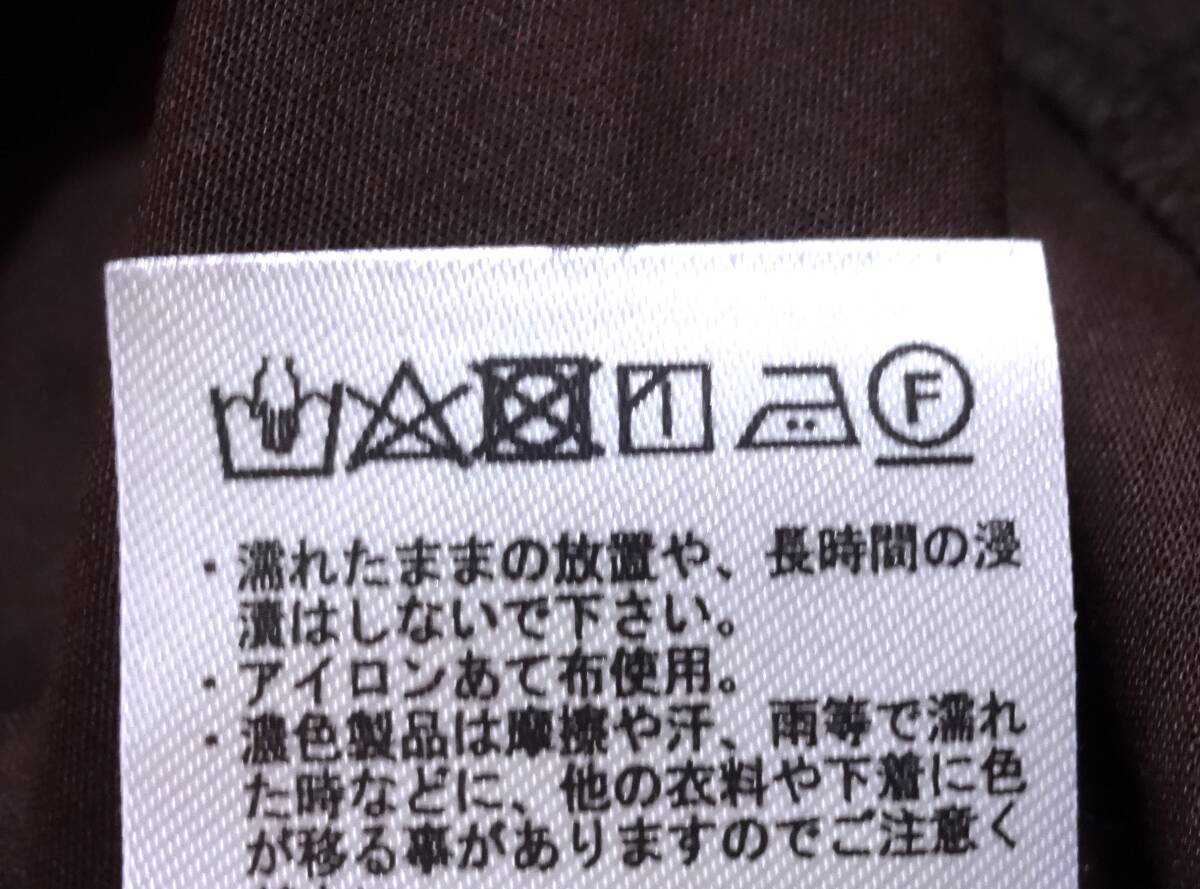 F
・濡れたままの放置や、長時間の浸
漬はしないで下さい。
・アイロンあて布使用。
・濃色製品は摩擦や汗、雨等で濡れ
た時などに、他の衣料や下着に色
が移る事がありますのでご注意く